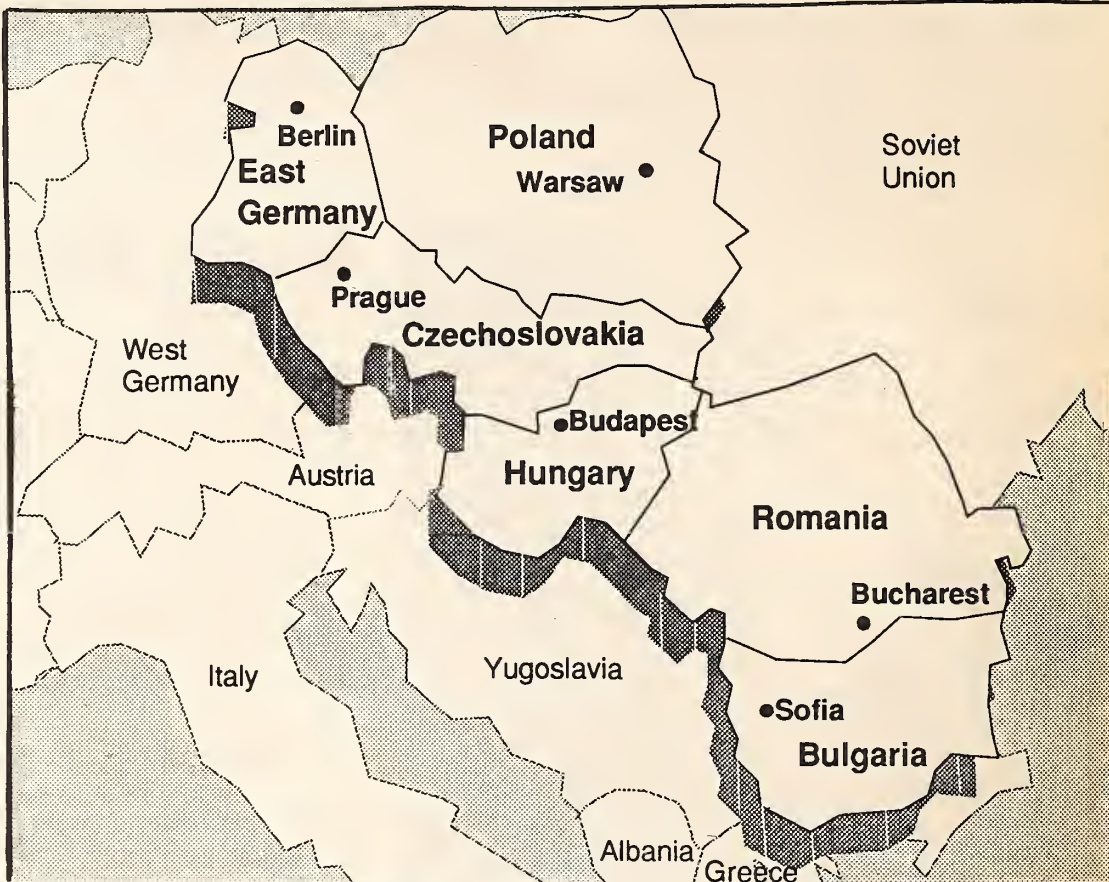 Berlin
East
Germany
Poland
Warsaw
Soviet
Union
Prague
Czechoslovakia
West
Germany
Budapest
Hungary
Austria
Romania
Bucharest
Italy
Yugoslavia
Sofia
Bulgaria
Albania
Greece